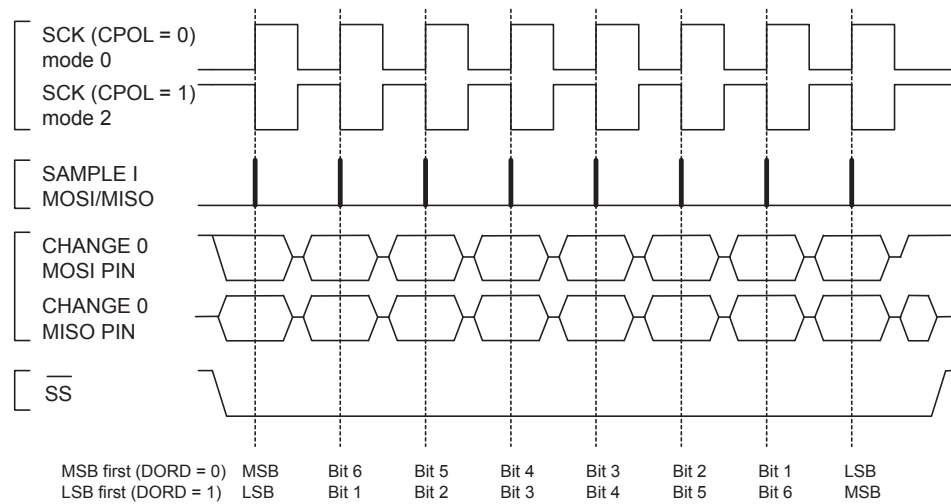 SCK (CPOL = 0)
mode 0
SCK (CPOL = 1)
mode 2
SAMPLE I
MOSI/MISO
CHANGE 0
MOSI PIN
CHANGE 0
MISO PIN
SS
MSB first (DORD = 0) MSB Bit 6 Bit 5 Bit 4 Bit 3 Bit 2 Bit 1 LSB
LSB first (DORD = 1) LSB Bit 1 Bit 2 Bit 3 Bit 4 Bit 5 Bit 6 MSB